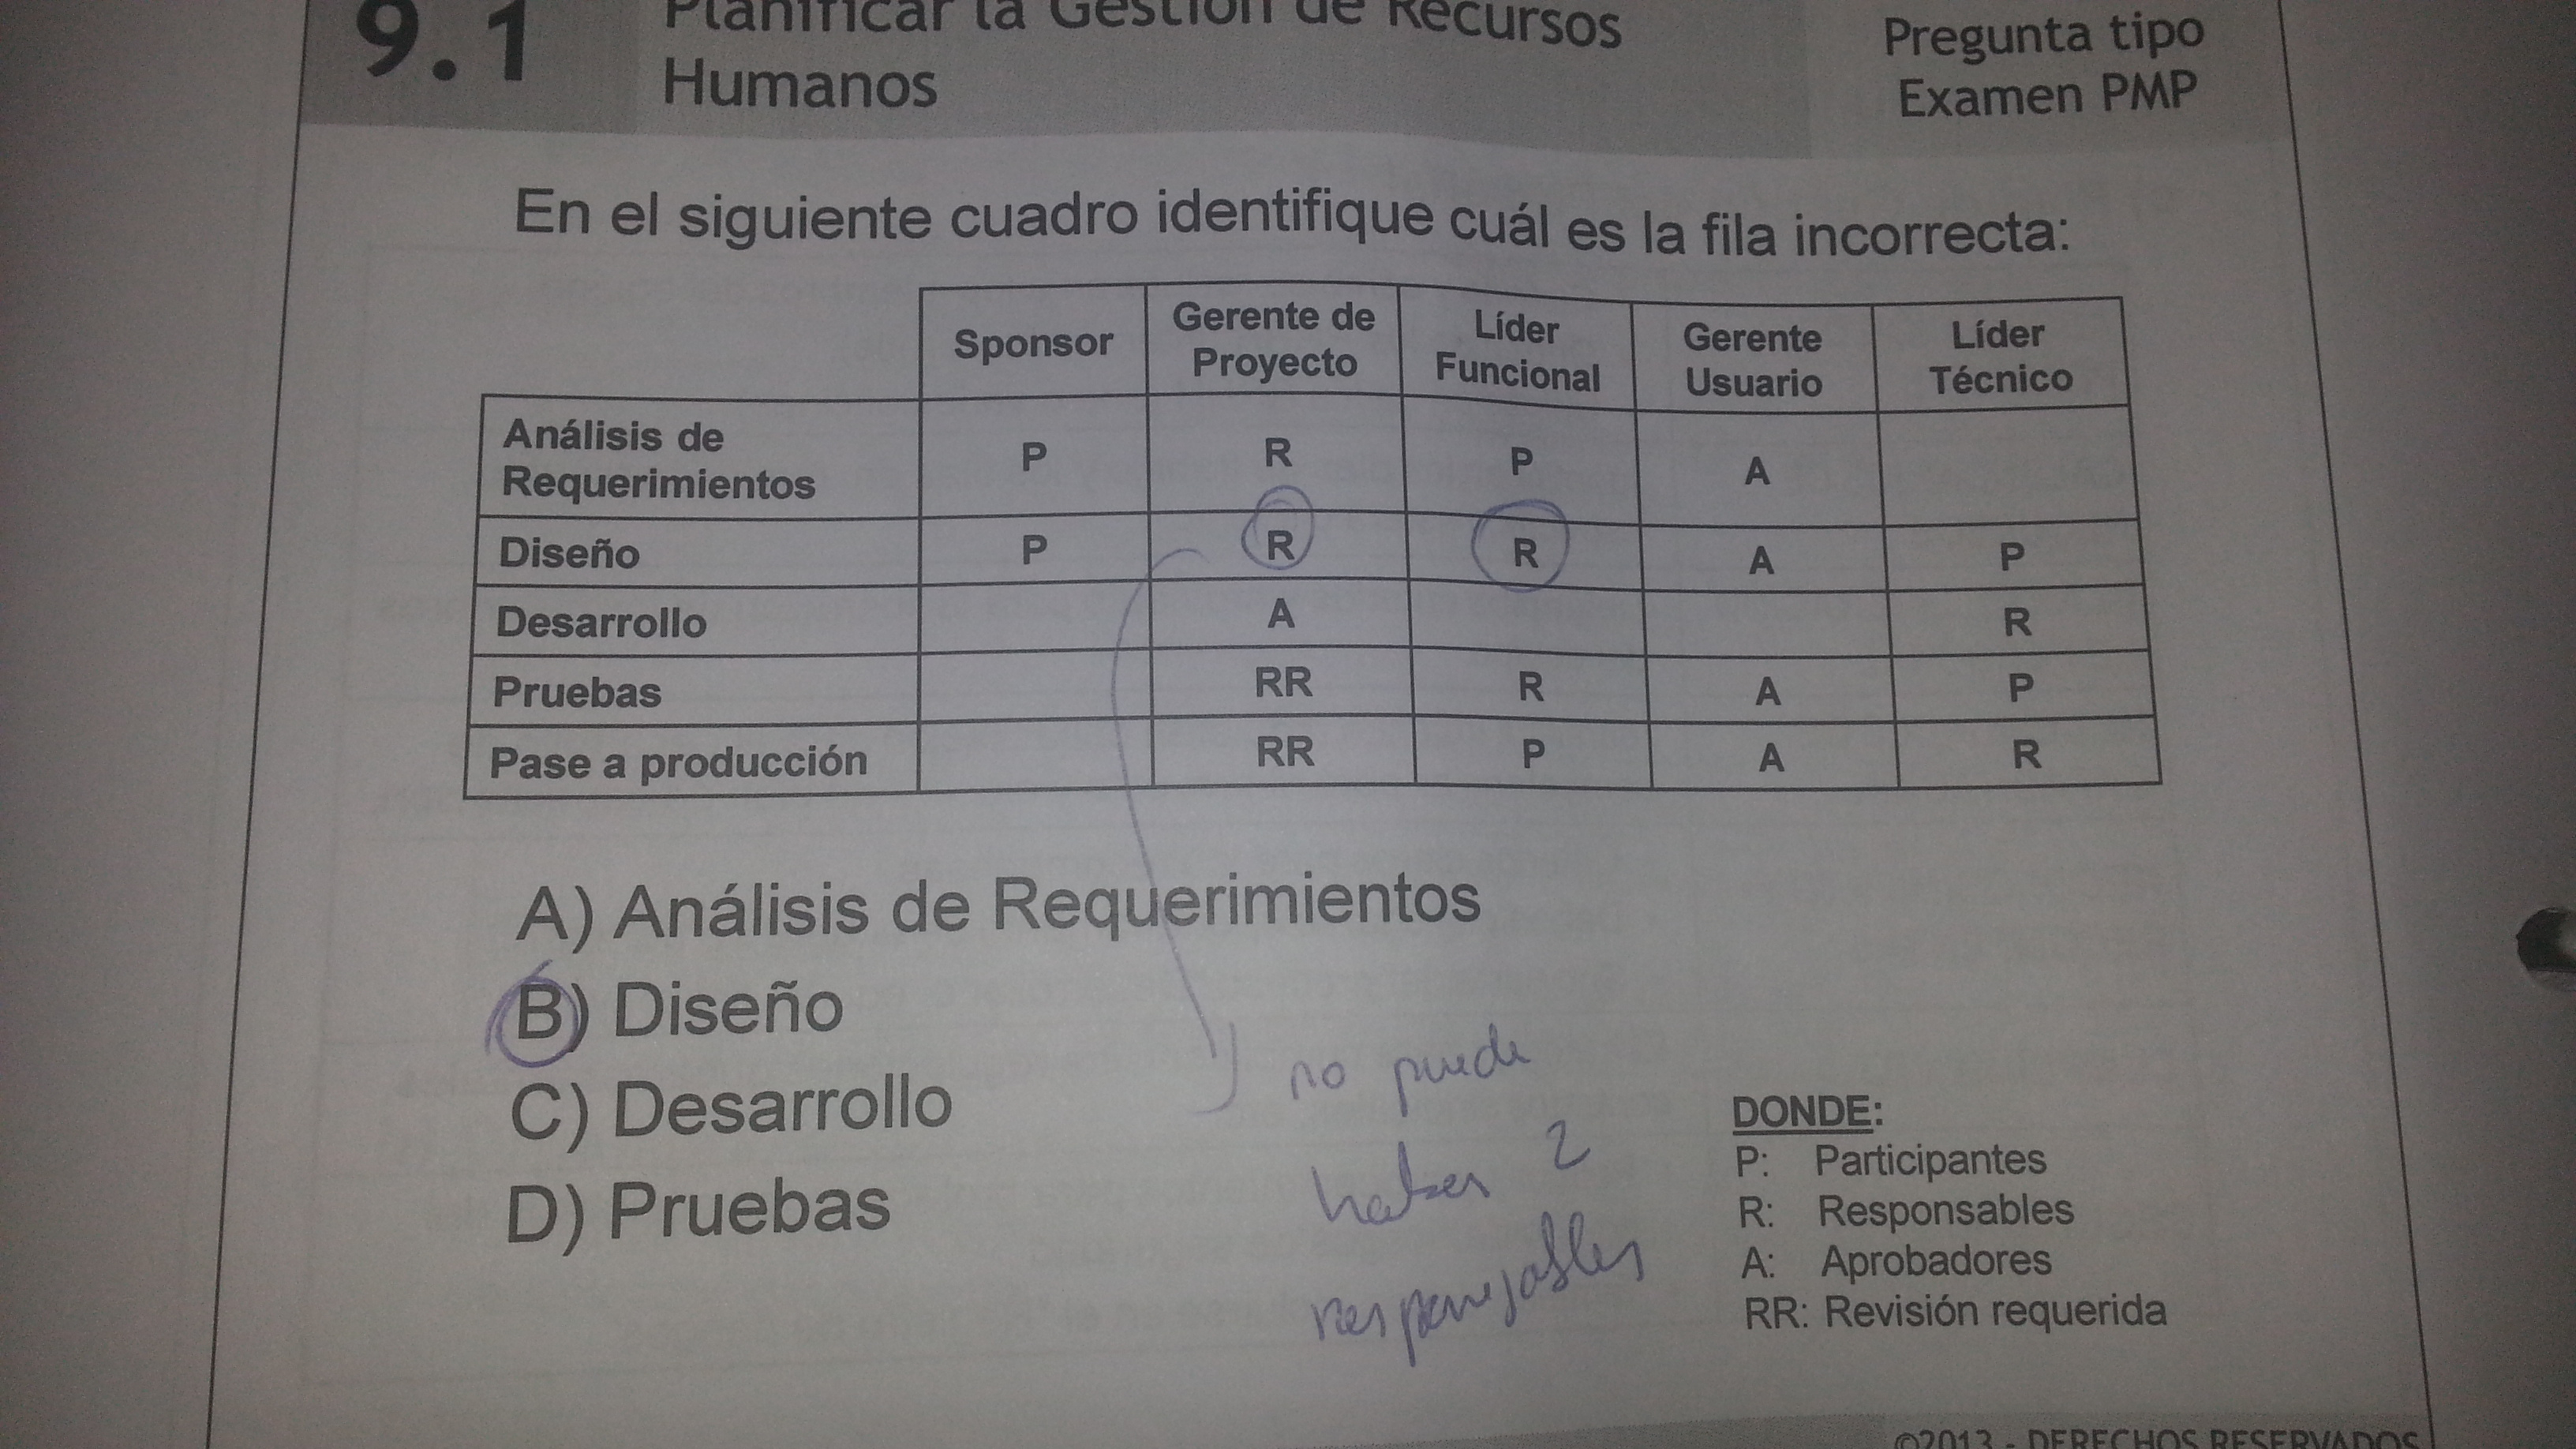 9.1
Planificar la Gestión de Recursos
Humanos
Pregunta tipo
Examen PMP
En el siguiente cuadro identifique cuál es la fila incorrecta:
Sponsor Gerente de Proyecto Líder Funcional Gerente Usuario Líder Técnico
Análisis de Requerimientos P R P A
Diseño P R R A P
Desarrollo A R
Pruebas RR R A P
Pase a producción RR P A R
A) Análisis de Requerimientos
B) Diseño
C) Desarrollo
D) Pruebas
no puede
haber 2
responsables
DONDE:
P: Participantes
R: Responsables
A: Aprobadores
RR: Revisión requerida
©2013 - DERECHOS RESERVADOS